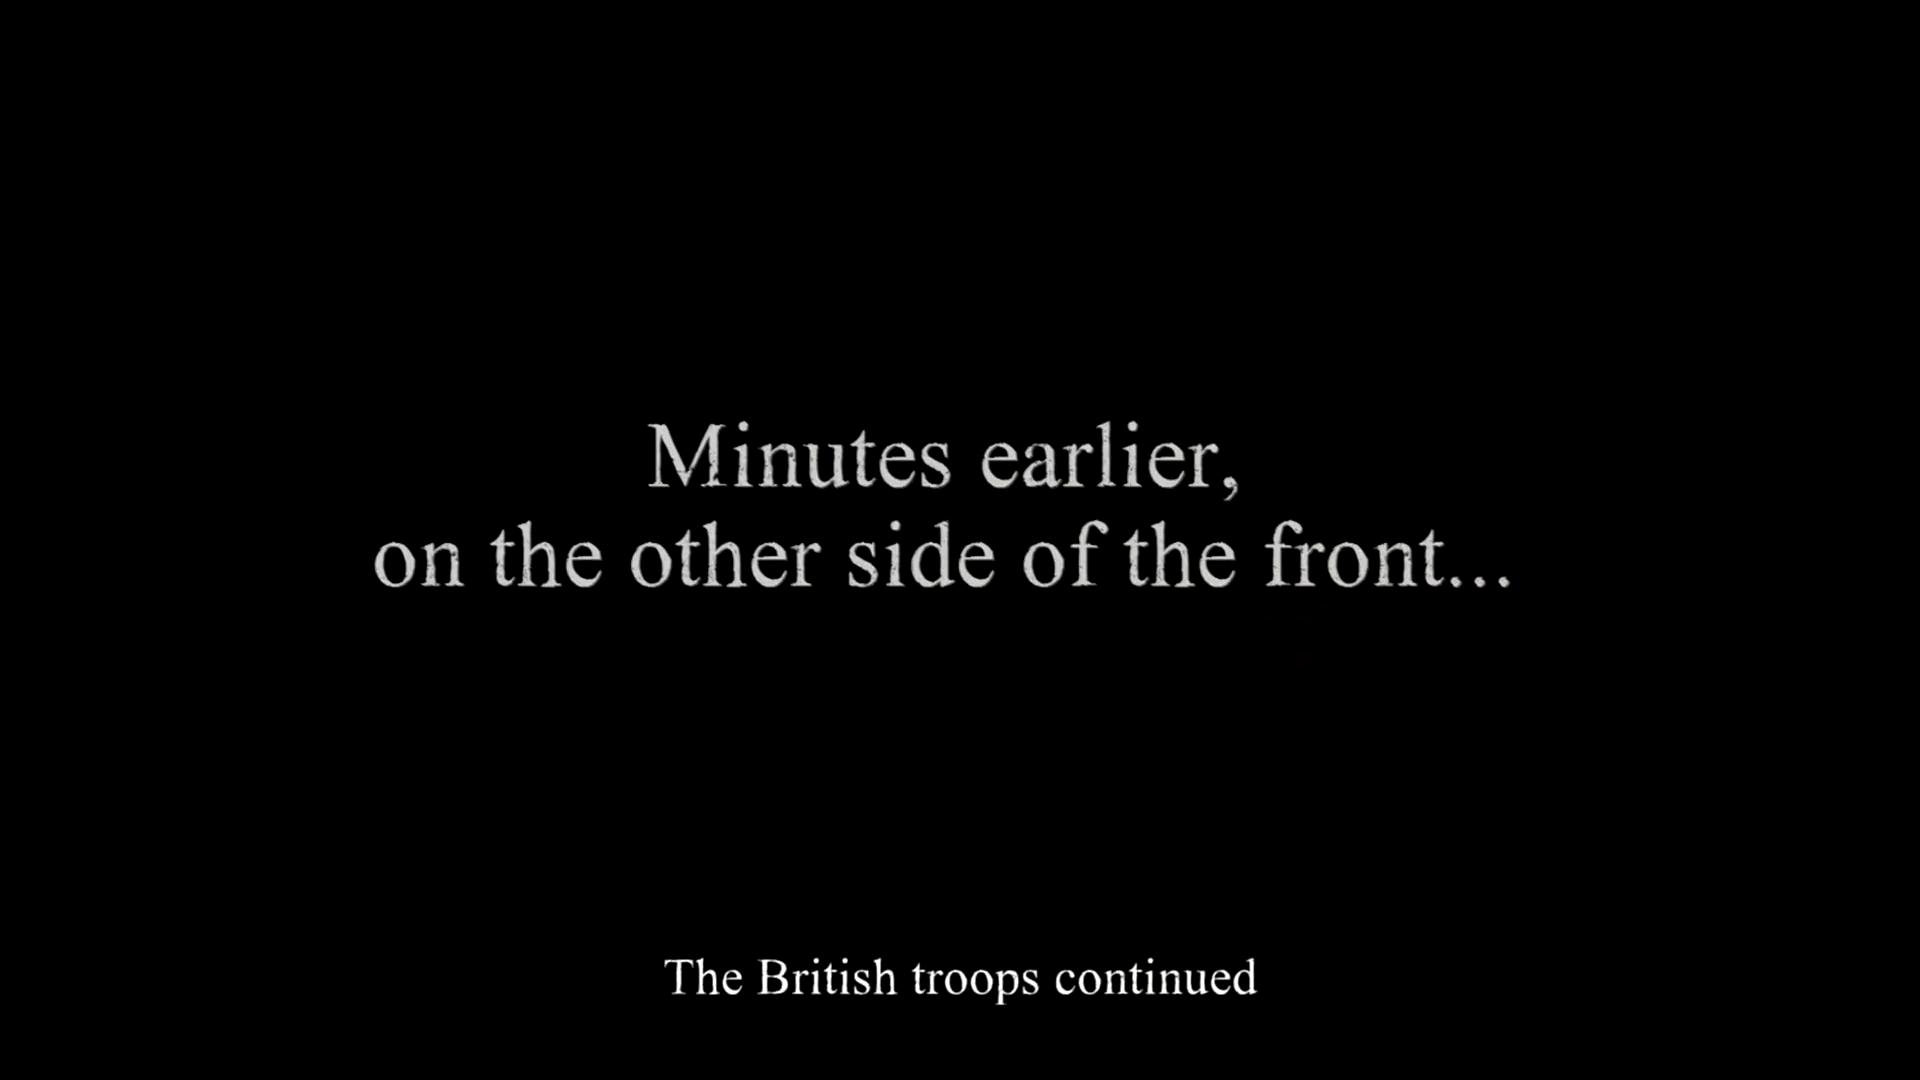 Minutes earlier,
on the other side of the front...
The British troops continued